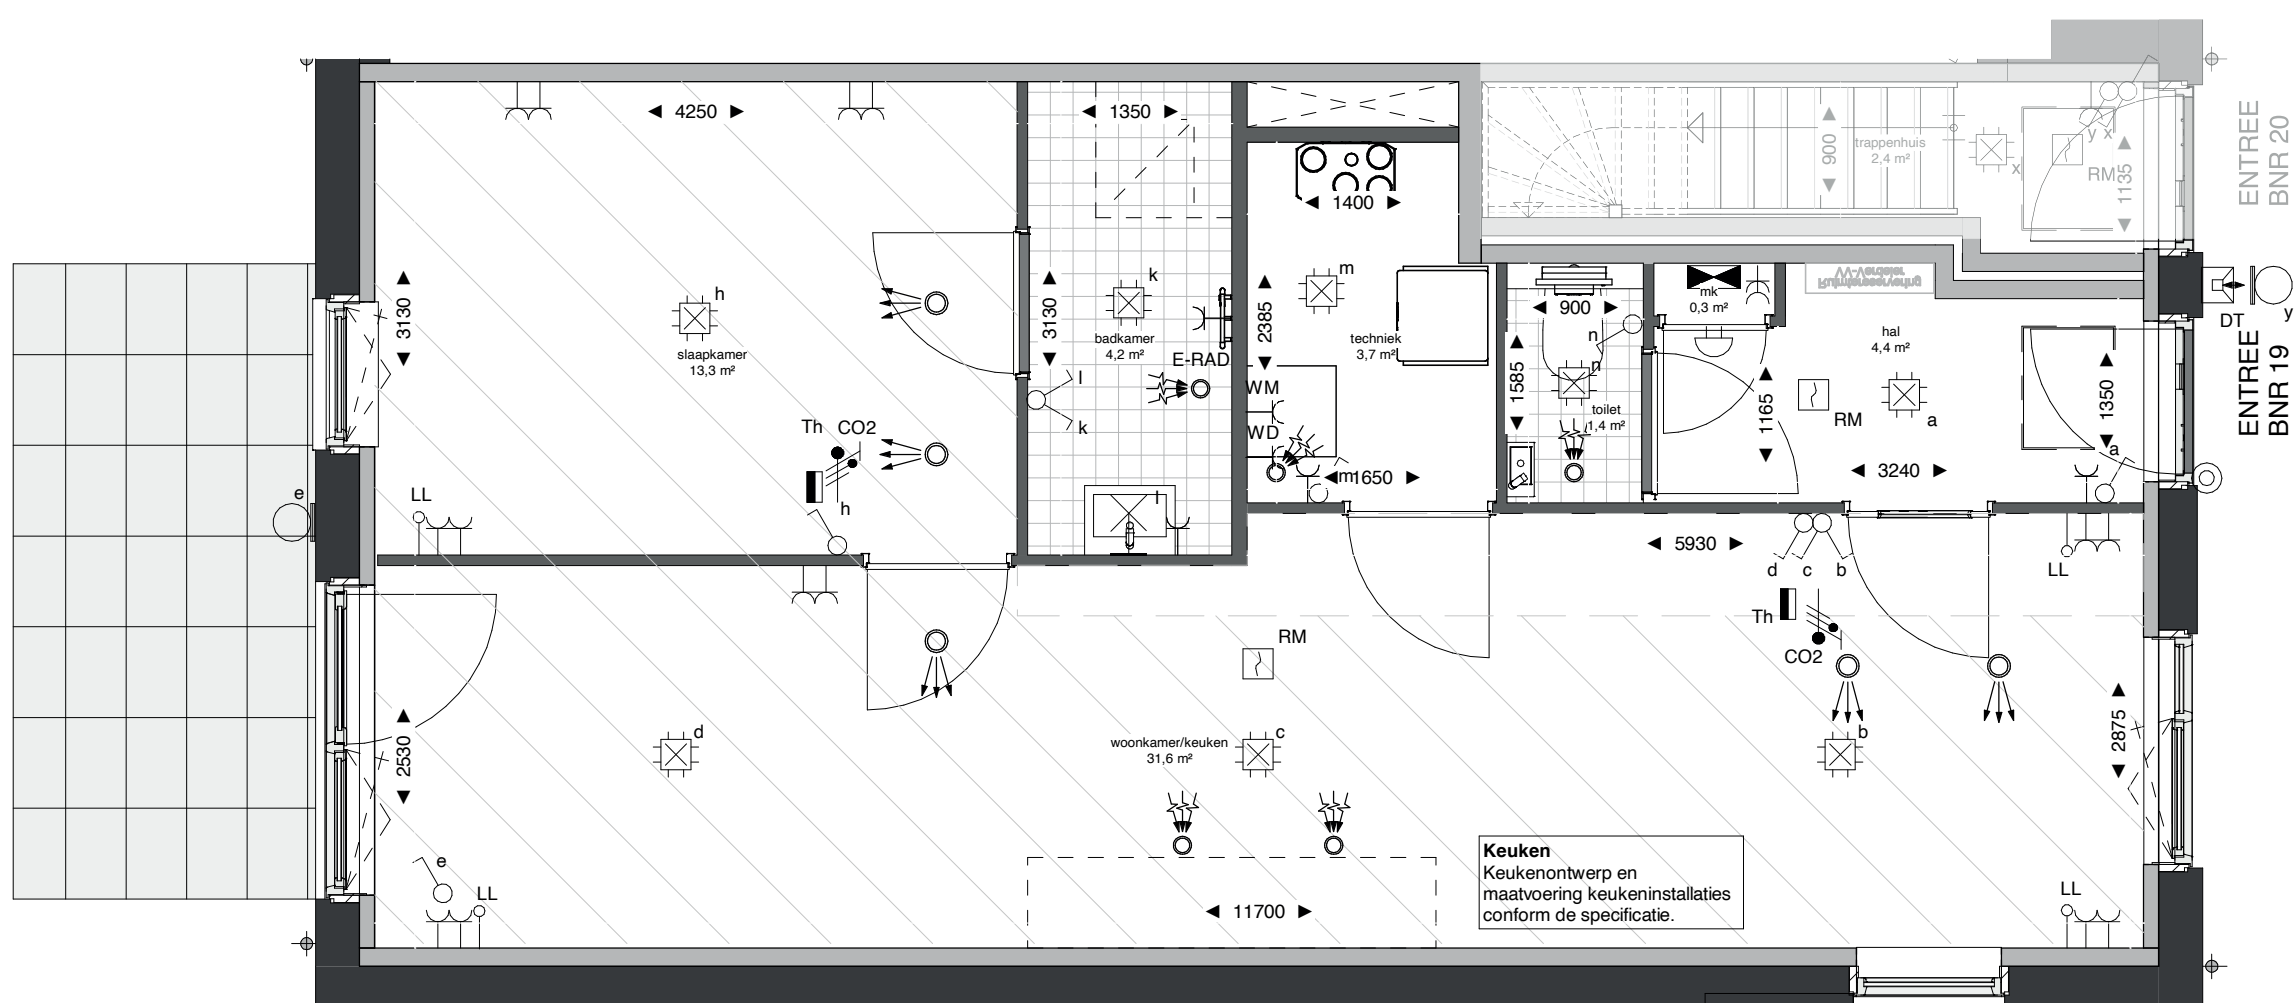 4250
1350
1400
900
trappenhuis
2,4 m²
x
y x
RM
1135
ENTREE
BNR 20
3130
h
slaapkamer
13,3 m²
3130
k
badkamer
4,2 m²
E-RAD
l
k
2385
m
techniek
3,7 m²
WM
WD
m
1650
900
n
n
1585
toilet
1,4 m²
mk
0,3 m²
VV-Verdeler
Ruimtereservering
hal
4,4 m²
1165
RM
a
3240
1350
a
DT
y
ENTREE
BNR 19
Th
CO2
h
LL
e
l
5930
d
c
b
LL
Th
CO2
RM
2530
d
woonkamer/keuken
31,6 m²
c
b
2875
e
LL
11700
Keuken
Keukenontwerp en
maatvoering keukeninstallaties
conform de specificatie.
LL